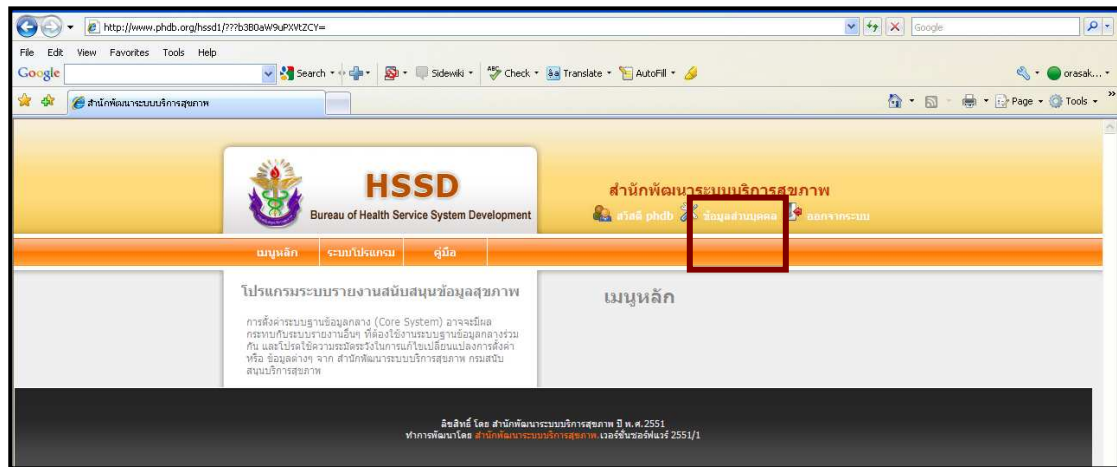 http://www.phdb.org/hssd1/???b3B0aW9uPXVtZCY=
Google
File Edit View Favorites Tools Help
Google Search Sidewiki Check Translate AutoFill orasak...
สำนักพัฒนาระบบบริการสุขภาพ Page Tools
HSSD
Bureau of Health Service System Development
สำนักพัฒนาระบบบริการสุขภาพ
สวัสดี phdb ข้อมูลส่วนบุคคล ออกจากระบบ
เมนูหลัก ระบบโปรแกรม คู่มือ
โปรแกรมระบบรายงานสนับสนุนข้อมูลสุขภาพ
เมนูหลัก
การตั้งค่าระบบฐานข้อมูลกลาง (Core System) อาจจะมีผล
กระทบกับระบบรายงานอื่นๆ ที่ต้องใช้งานระบบฐานข้อมูลกลางร่วม
กัน และโปรดใช้ความระมัดระวังในการแก้ไขเปลี่ยนแปลงการตั้งค่า
หรือ ข้อมูลต่างๆ จาก สำนักพัฒนาระบบบริการสุขภาพ กรมสนับ
สนุนบริการสุขภาพ
ลิขสิทธิ์ โดย สำนักพัฒนาระบบบริการสุขภาพ ปี พ.ศ.2551
ทำการพัฒนาโดย สำนักพัฒนาระบบบริการสุขภาพ.เวอร์ชั่นซอร์ฟแวร์ 2551/1